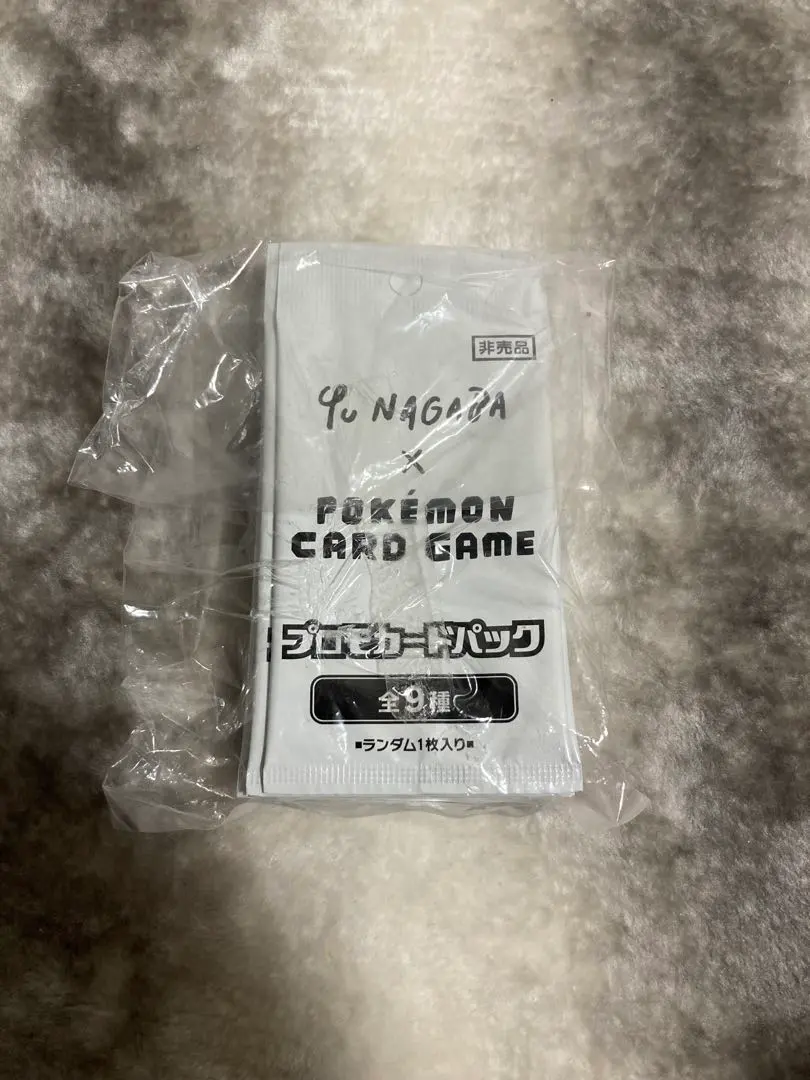 非売品
Yu NAGABA
×
POKÉMON
CARD GAME
プロモカードパック
全9種
■ランダム1枚入り■